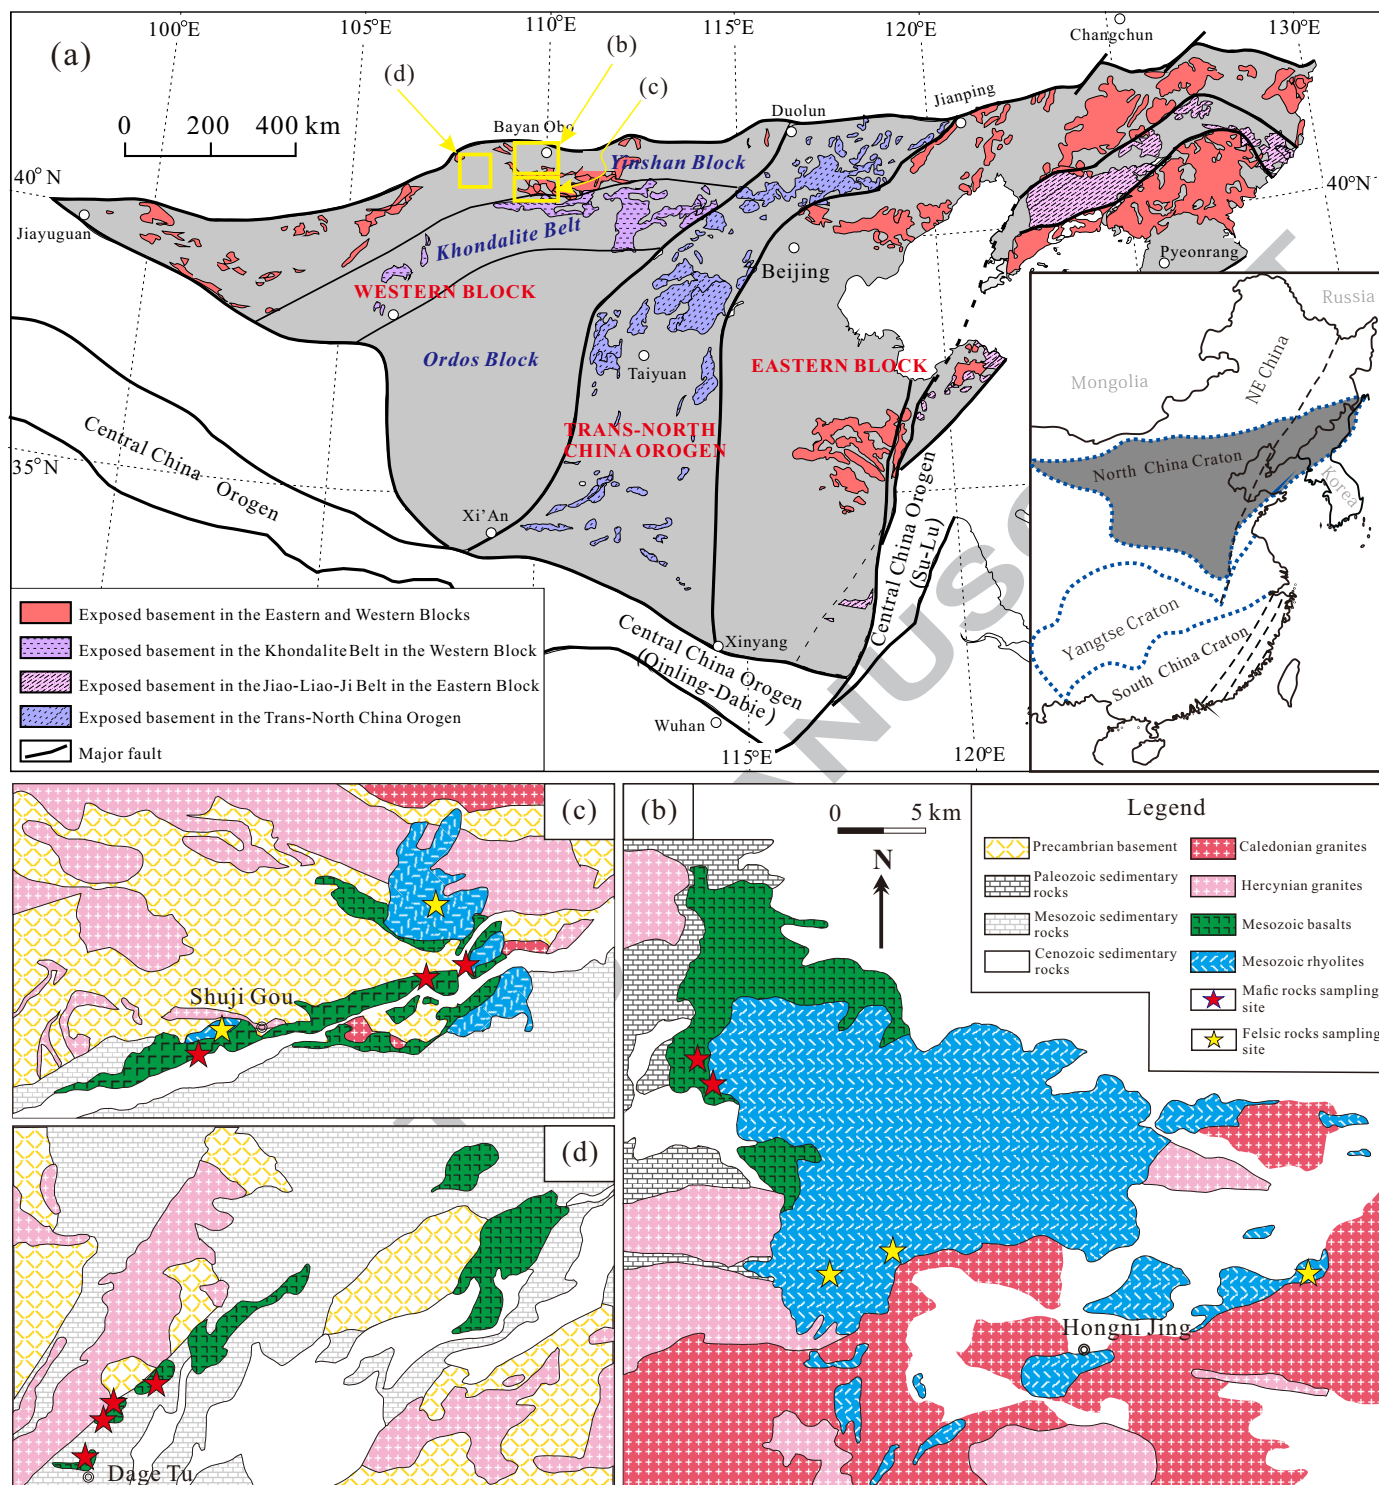 100°E
105°E
110°E
115°E
120°E
130°E
Changchun
(a)
(b)
(d)
(c)
Duolun
Jianping
0 200 400 km
Bayan Obo
Yinshan Block
40°N
40°N
Jiayuguan
Khondalite Belt
Beijing
Pyeonrang
WESTERN BLOCK
Russia
Ordos Block
Taiyuan
EASTERN BLOCK
Mongolia
NE China
Central China
Orogen
35°N
TRANS-NORTH
CHINA OROGEN
North China Craton
Korea
Xi'An
Central China Orogen
(Su-Lu)
Exposed basement in the Eastern and Western Blocks
Exposed basement in the Khondalite Belt in the Western Block
Exposed basement in the Jiao-Liao-Ji Belt in the Eastern Block
Exposed basement in the Trans-North China Orogen
Major fault
Xinyang
Central China Orogen
(Qinling-Dabie)
Wuhan
115°E
120°E
Yangtse Craton
South China Craton
NUSCRIPT
(c)
Shuji Gou
(b)
0 5 km
N
Legend
Precambrian basement
Caledonian granites
Paleozoic sedimentary
rocks
Hercynian granites
Mesozoic sedimentary
rocks
Mesozoic basalts
Cenozoic sedimentary
rocks
Mesozoic rhyolites
Mafic rocks sampling
site
Felsic rocks sampling
site
Hongni Jing
(d)
Dage Tu